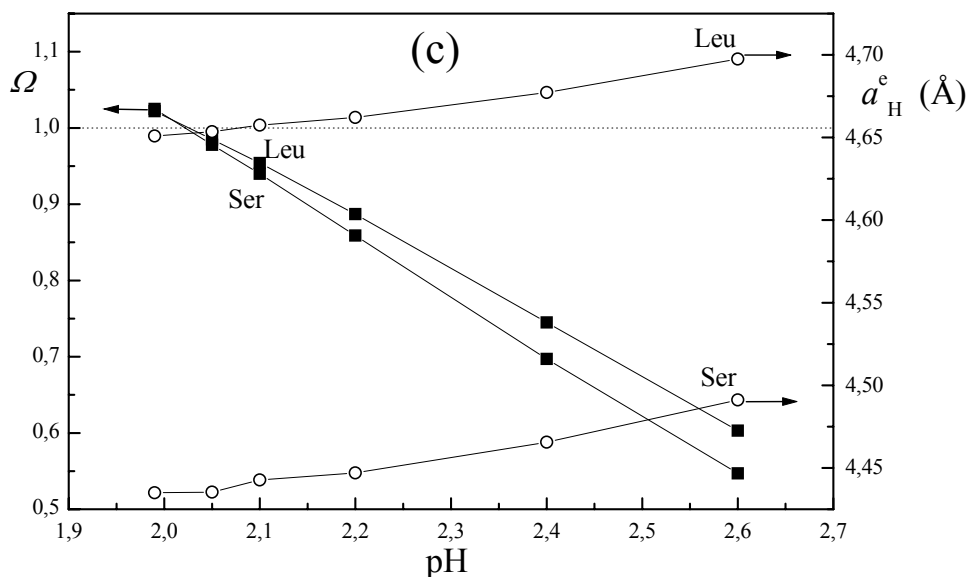 (c)
Ω
1,1
1,0
0,9
0,8
0,7
0,6
0,5
Leu
Ser
Leu
Ser
a^e_H (Å)
4,70
4,65
4,60
4,55
4,50
4,45
1,9 2,0 2,1 2,2 2,3 2,4 2,5 2,6 2,7
pH